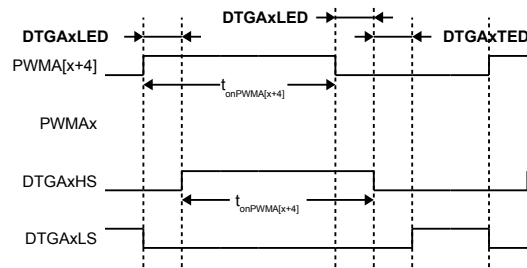 DTGAxLED
DTGAxLED
DTGAxTED
PWMA[x+4]
tonPWMA[x+4]
PWMAx
DTGAxHS
tonPWMA[x+4]
DTGAxLS